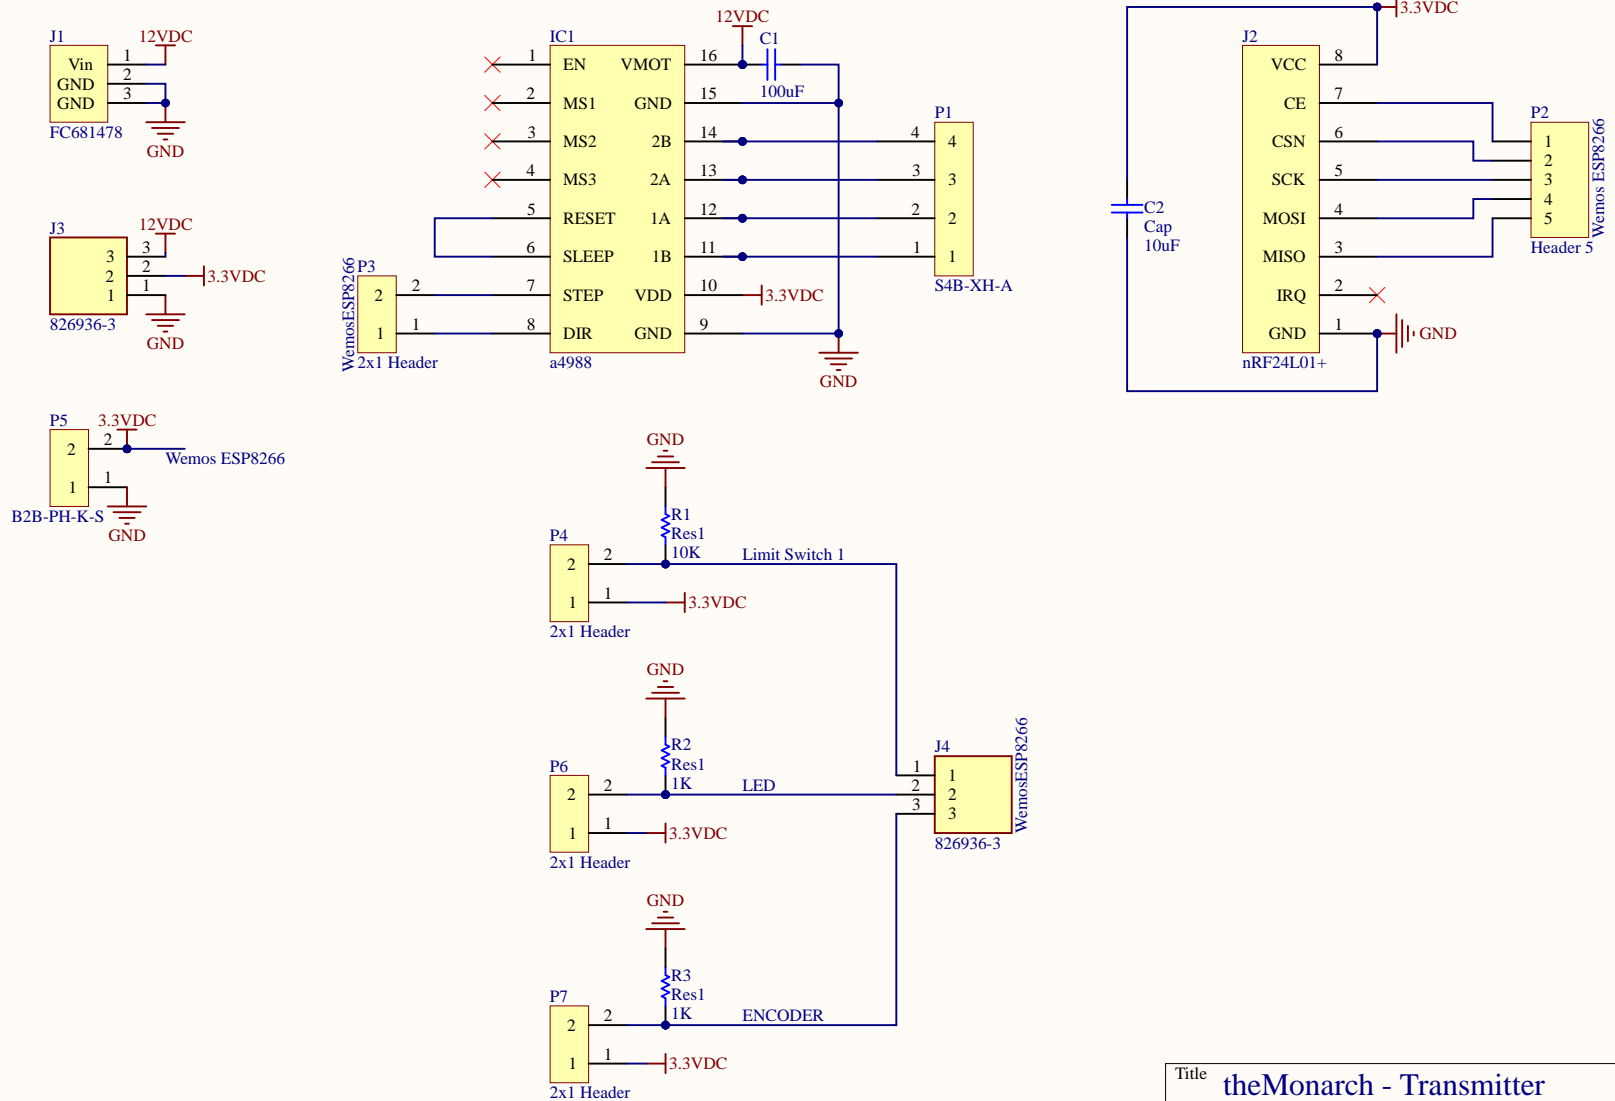 J1
12VDC
Vin 1
GND 2
GND 3
FC681478
GND
J3
12VDC
3 3
2 2 3.3VDC
1 1
826936-3
GND
P5
3.3VDC
2 2
Wemos ESP8266
1 1
B2B-PH-K-S
GND
12VDC
IC1
C1
100uF
1 EN VMOT 16
2 MS1 GND 15
3 MS2 2B 14
4 MS3 2A 13
5 RESET 1A 12
6 SLEEP 1B 11
7 STEP VDD 10 3.3VDC
8 DIR GND 9
a4988
GND
P3
WemosESP8266
2 2
1 1
2x1 Header
P1
4 4
3 3
2 2
1 1
S4B-XH-A
3.3VDC
J2
VCC 8
CE 7
CSN 6
SCK 5
MOSI 4
MISO 3
IRQ 2
GND 1
GND
nRF24L01+
C2
Cap
10uF
P2
1
2
3
4
5
Header 5
Wemos ESP8266
GND
R1
Res1
10K
P4
2 2
Limit Switch 1
1 1 3.3VDC
2x1 Header
GND
R2
Res1
1K
P6
2 2
LED
1 1 3.3VDC
2x1 Header
GND
R3
Res1
1K
P7
2 2
ENCODER
1 1 3.3VDC
2x1 Header
J4
1 1
2 2
3 3
826936-3
WemosESP8266
Title theMonarch - Transmitter